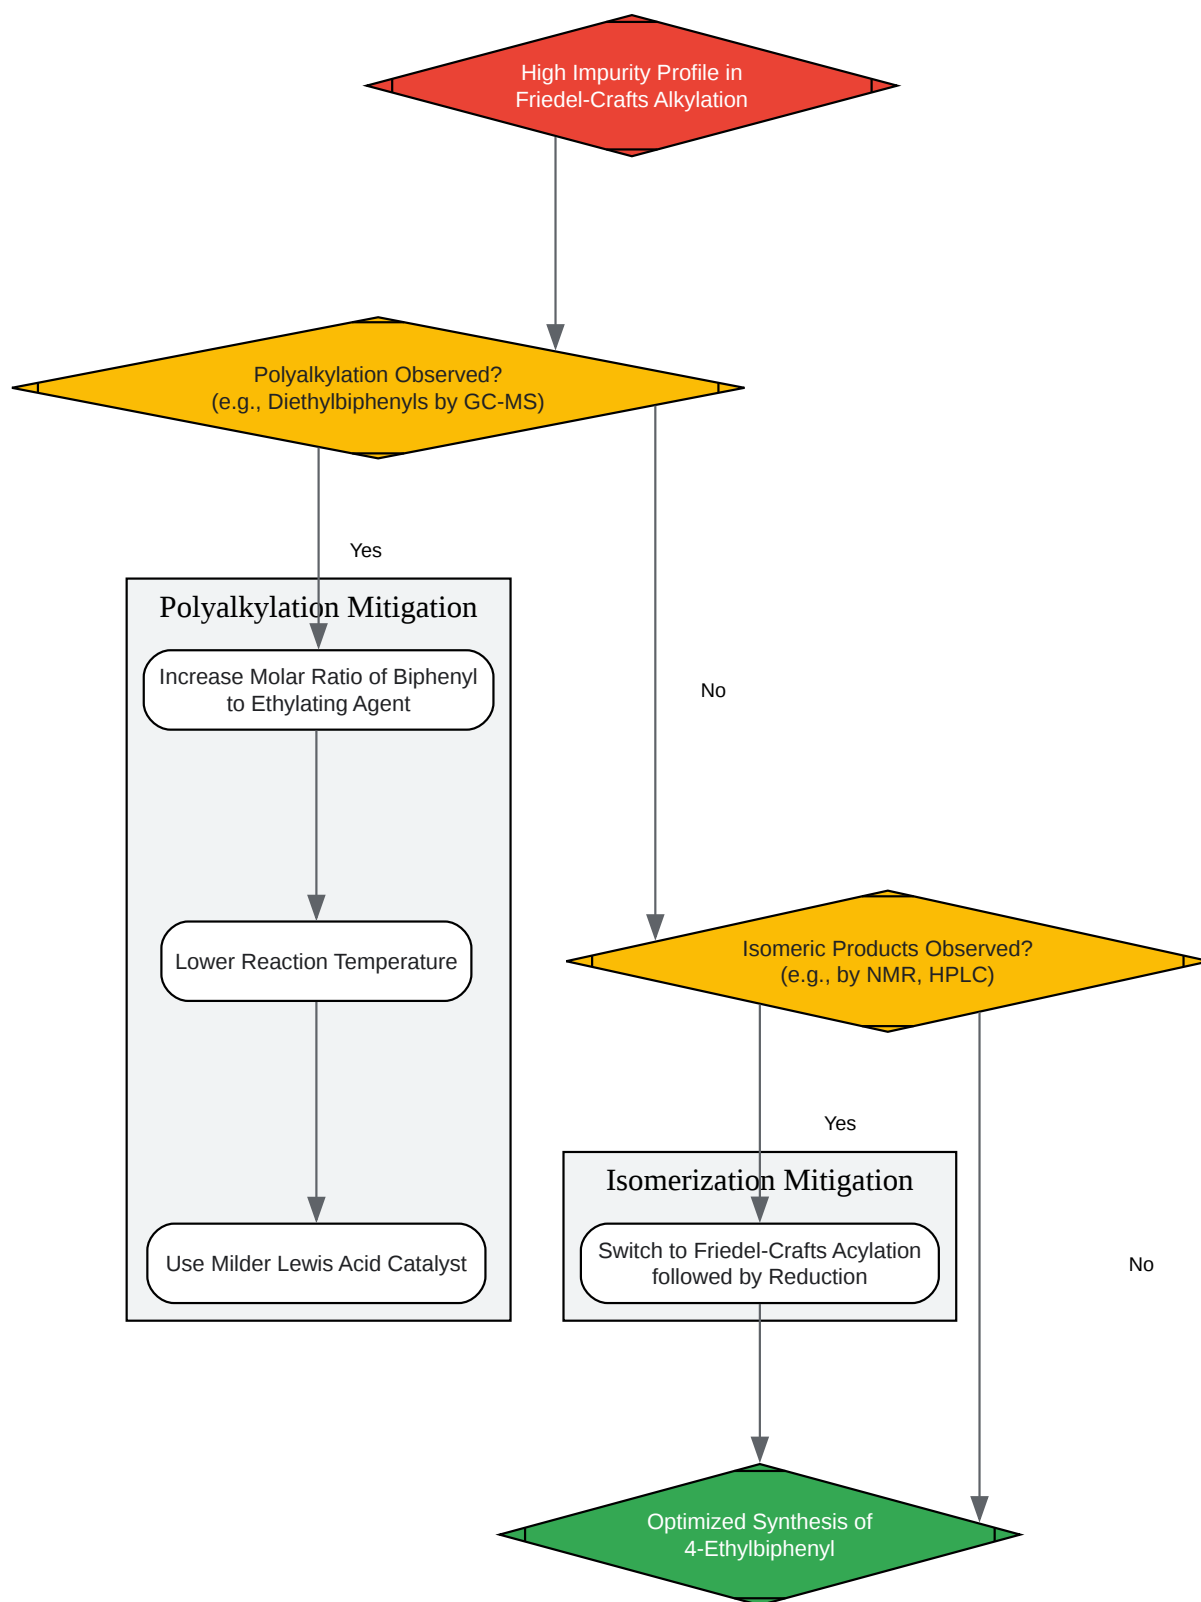 High Impurity Profile in
Friedel-Crafts Alkylation
Polyalkylation Observed?
(e.g., Diethylbiphenyls by GC-MS)
Yes
Polyalkylation Mitigation
Increase Molar Ratio of Biphenyl
to Ethylating Agent
No
Lower Reaction Temperature
Isomeric Products Observed?
(e.g., by NMR, HPLC)
Yes
Isomerization Mitigation
Use Milder Lewis Acid Catalyst
Switch to Friedel-Crafts Acylation
followed by Reduction
No
Optimized Synthesis of
4-Ethylbiphenyl